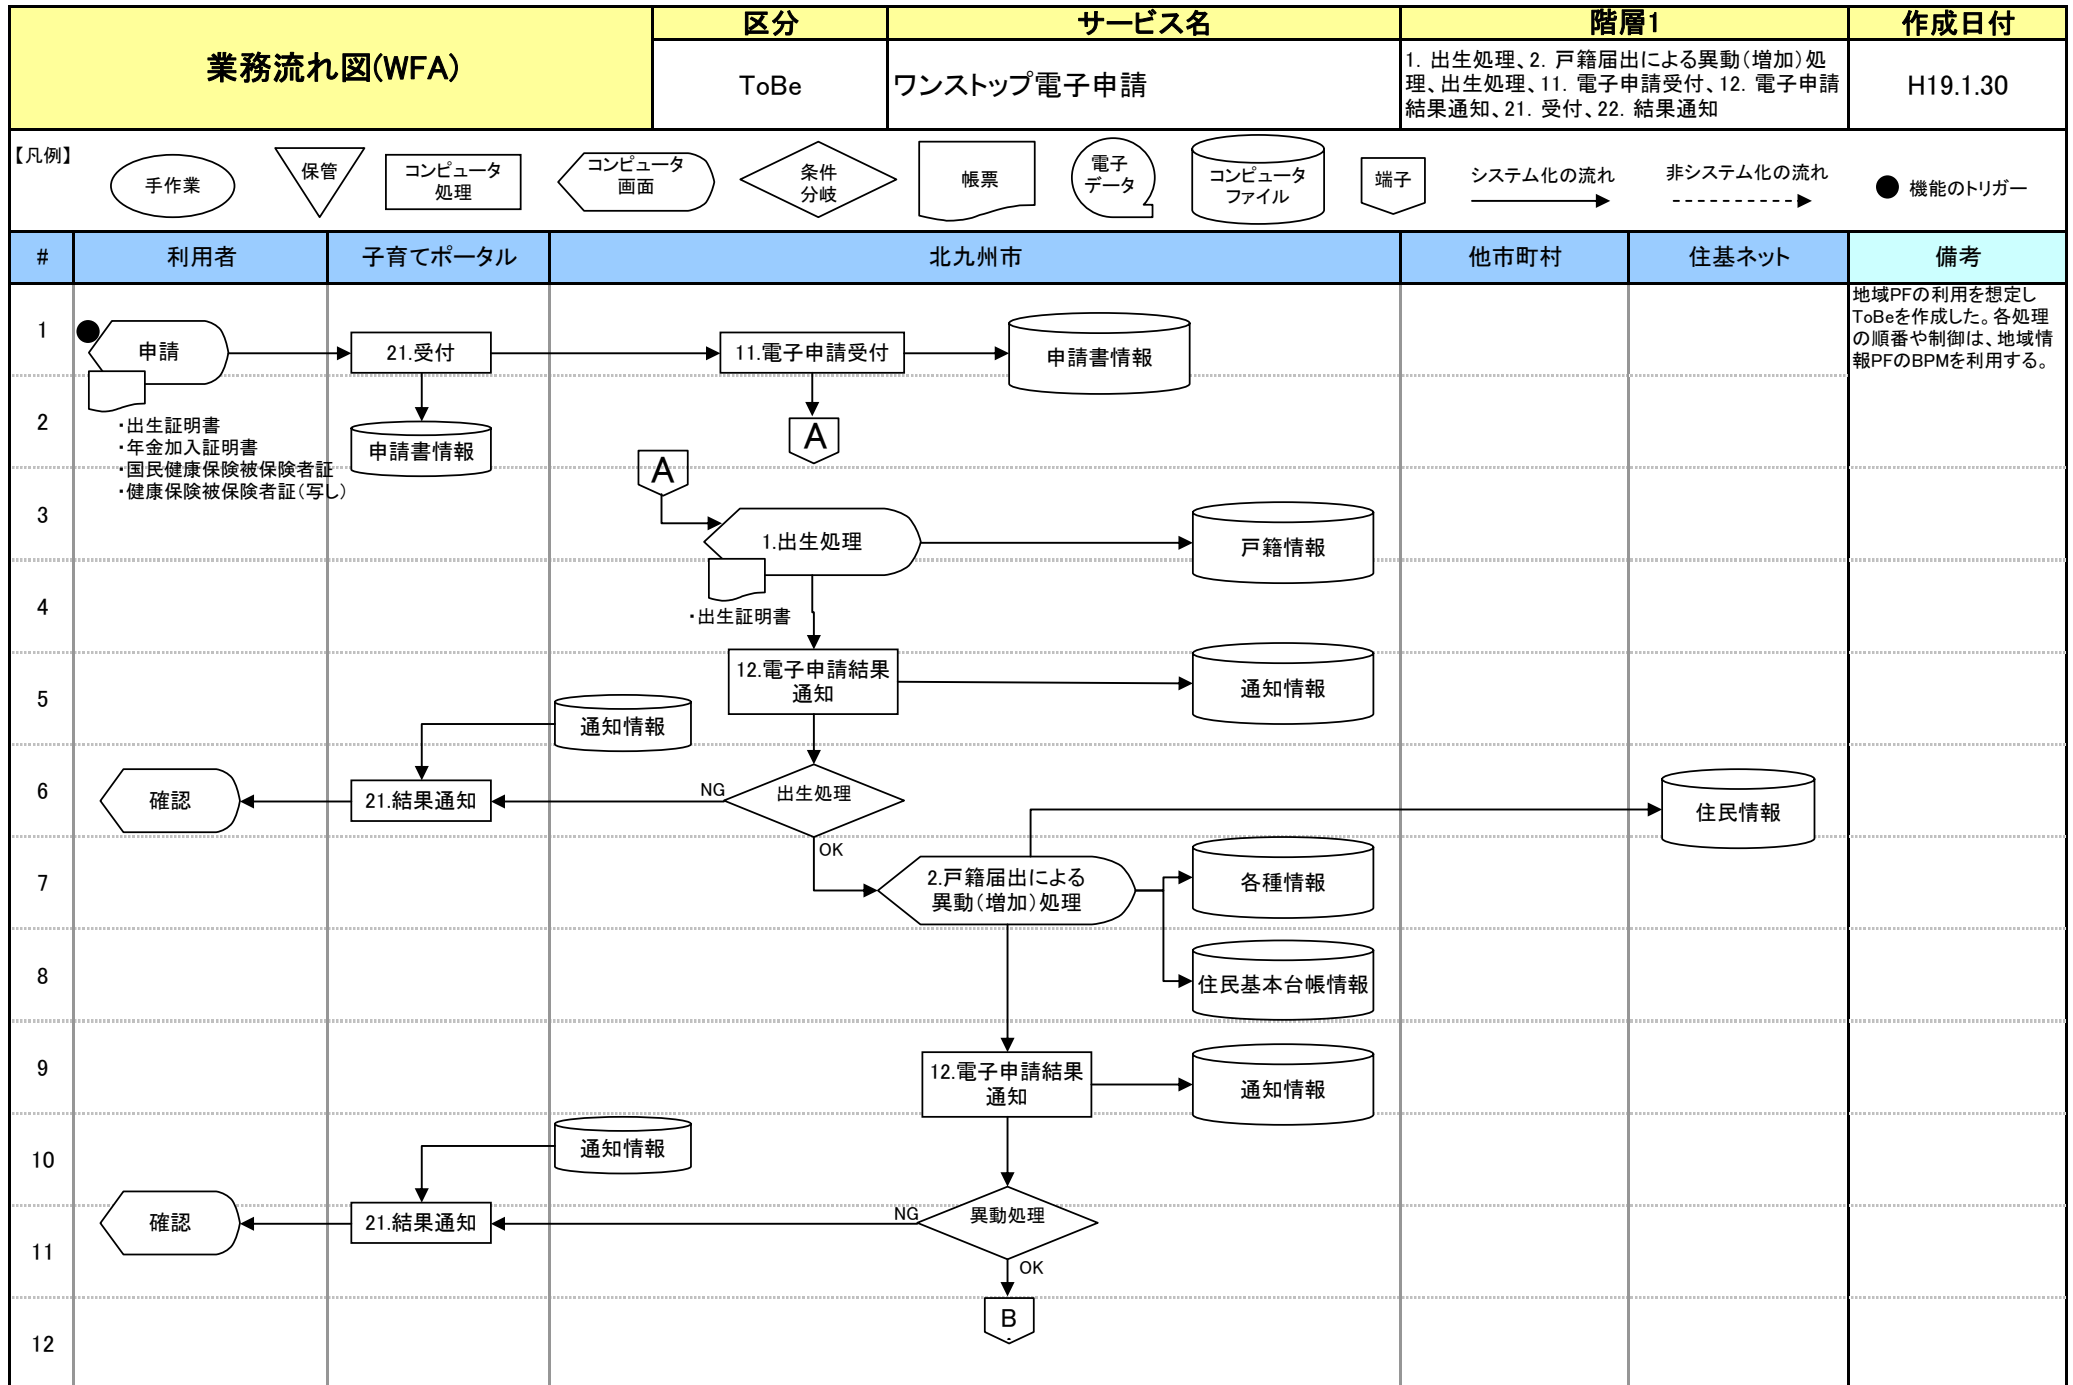 業務流れ図(WFA)
区分
サービス名
階層1
作成日付
ToBe
ワンストップ電子申請
1. 出生処理、2. 戸籍届出による異動(増加)処
理、出生処理、11. 電子申請受付、12. 電子申請
結果通知、21. 受付、22. 結果通知
H19.1.30
【凡例】
手作業
保管
コンピュータ
処理
コンピュータ
画面
条件
分岐
帳票
電子
データ
コンピュータ
ファイル
端子
システム化の流れ
非システム化の流れ
機能のトリガー
#
利用者
子育てポータル
北九州市
他市町村
住基ネット
備考
1
申請
21.受付
11.電子申請受付
申請書情報
地域PFの利用を想定し
ToBeを作成した。各処理
の順番や制御は、地域情
報PFのBPMを利用する。
2
・出生証明書
・年金加入証明書
・国民健康保険被保険者証
・健康保険被保険者証(写し)
申請書情報
A
A
3
1.出生処理
戸籍情報
4
・出生証明書
12.電子申請結果
通知
5
通知情報
通知情報
6
確認
21.結果通知
NG
出生処理
OK
住民情報
7
2.戸籍届出による
異動(増加)処理
各種情報
8
住民基本台帳情報
9
12.電子申請結果
通知
通知情報
10
通知情報
確認
21.結果通知
NG
異動処理
11
OK
B
12